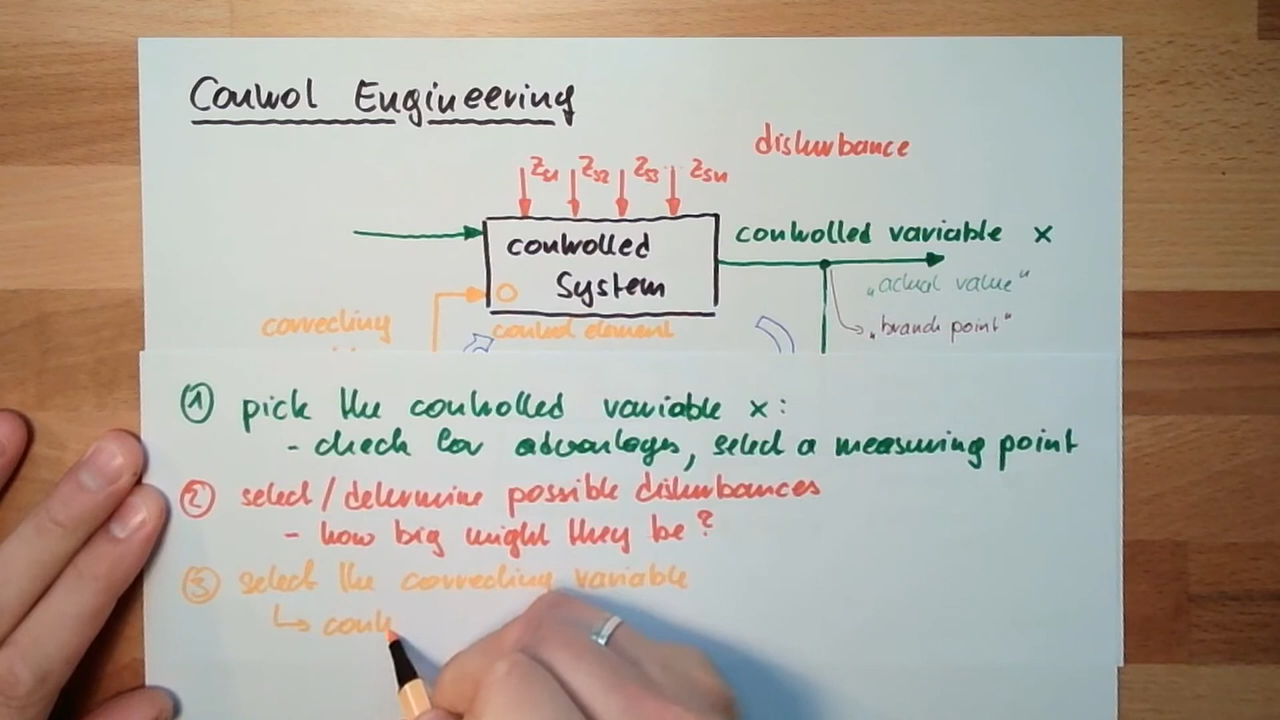 Control Engineering
disturbance
Zs1 Zs2 Zs3 Zsn
controlled variable x
controlled
System
"actual value"
"branch point"
correcting
control element
① pick the controlled variable x:
- check for advantages, select a measuring point
② select/determine possible disturbances
- how big might they be?
③ select the correcting variable
↳ cont